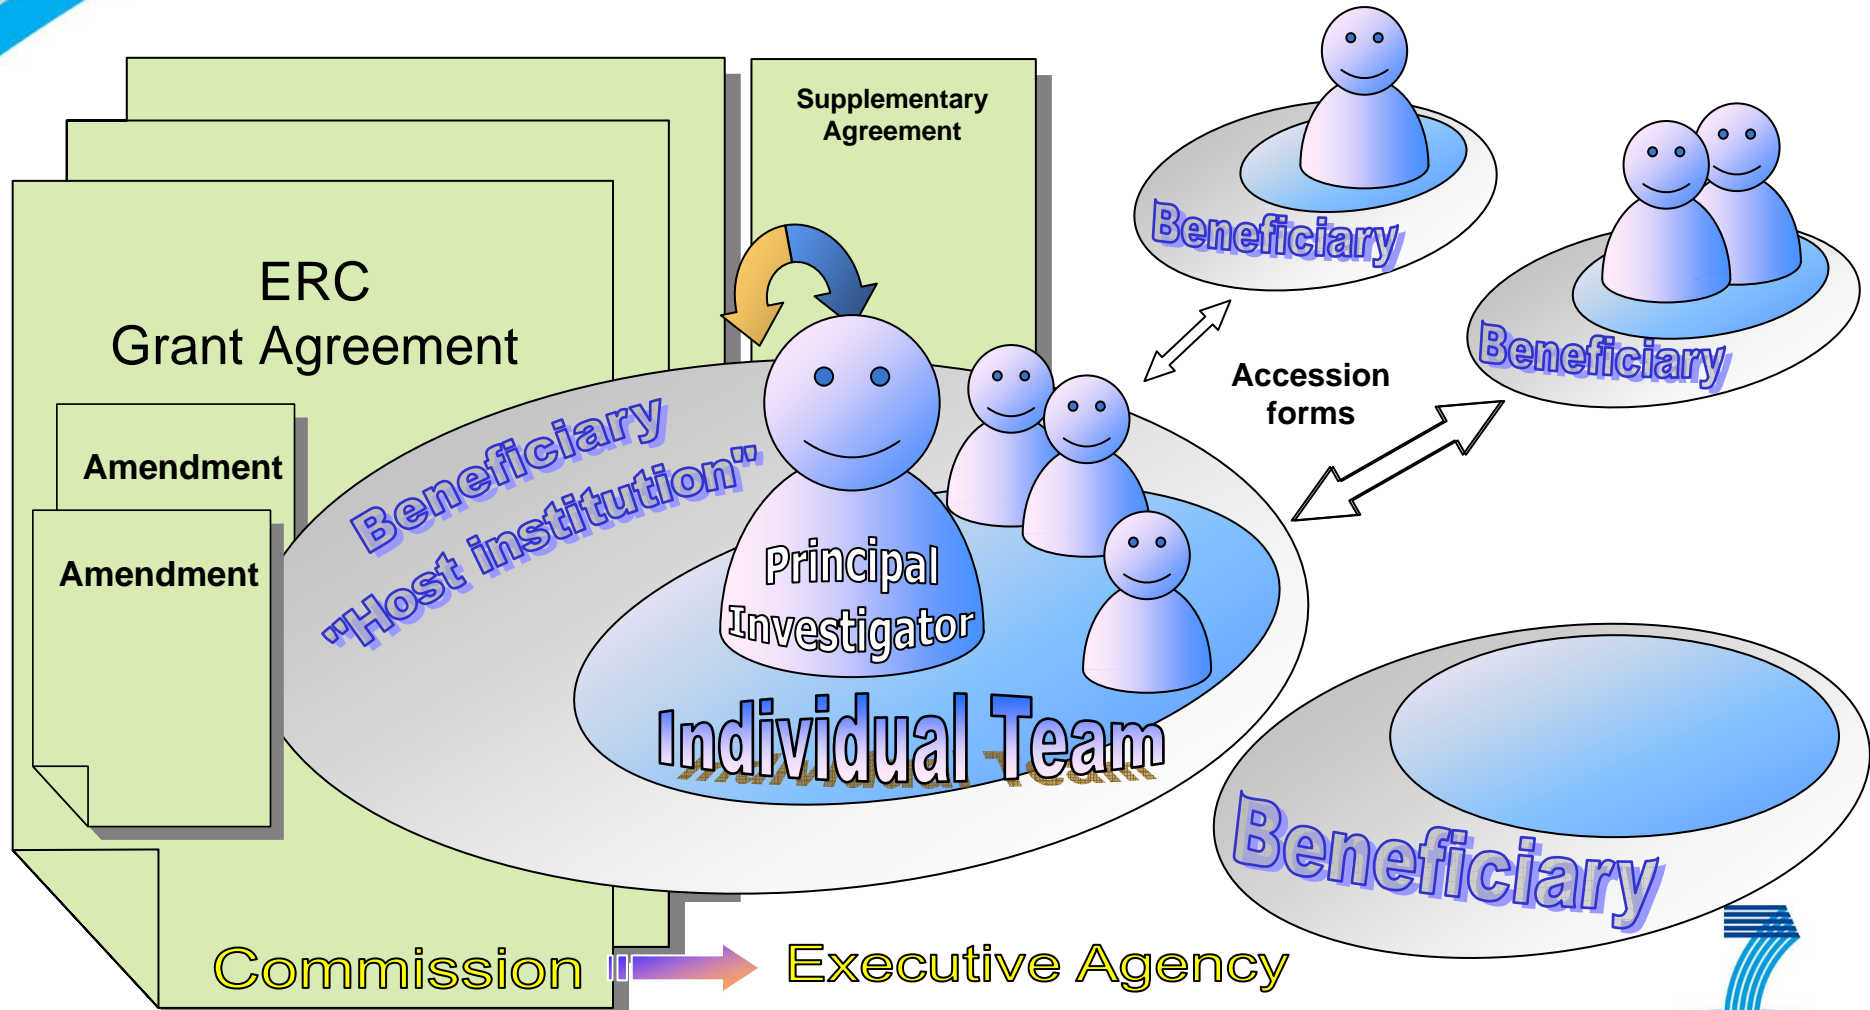 Supplementary
Agreement
ERC
Grant Agreement
Amendment
Amendment
Beneficiary
"Host institution"
Principal
Investigator
Individual Team
Beneficiary
Beneficiary
Accession
forms
Beneficiary
Commission
Executive Agency
7